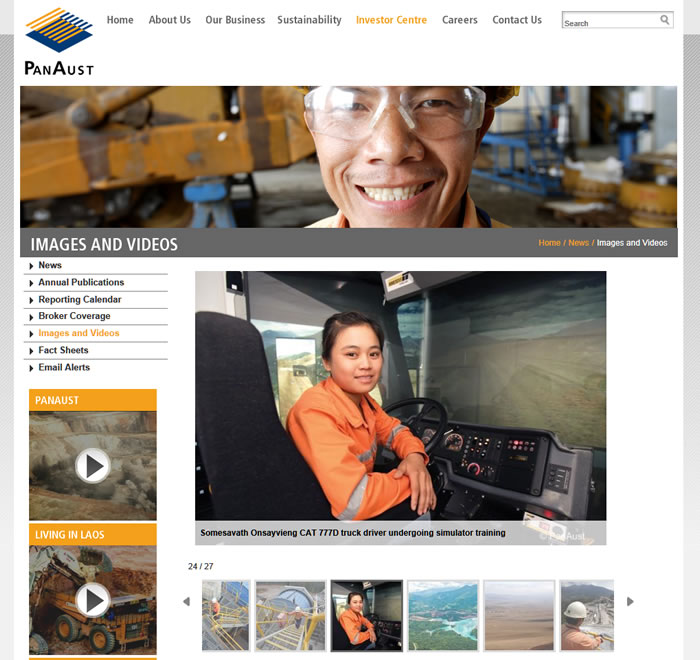 Home About Us Our Business Sustainability Investor Centre Careers Contact Us Search
PANAUST
IMAGES AND VIDEOS
Home / News / Images and Videos
News
Annual Publications
Reporting Calendar
Broker Coverage
Images and Videos
Fact Sheets
Email Alerts
PANAUST
LIVING IN LAOS
Somesavath Onsayvieng CAT 777D truck driver undergoing simulator training
© PanAust
24 / 27